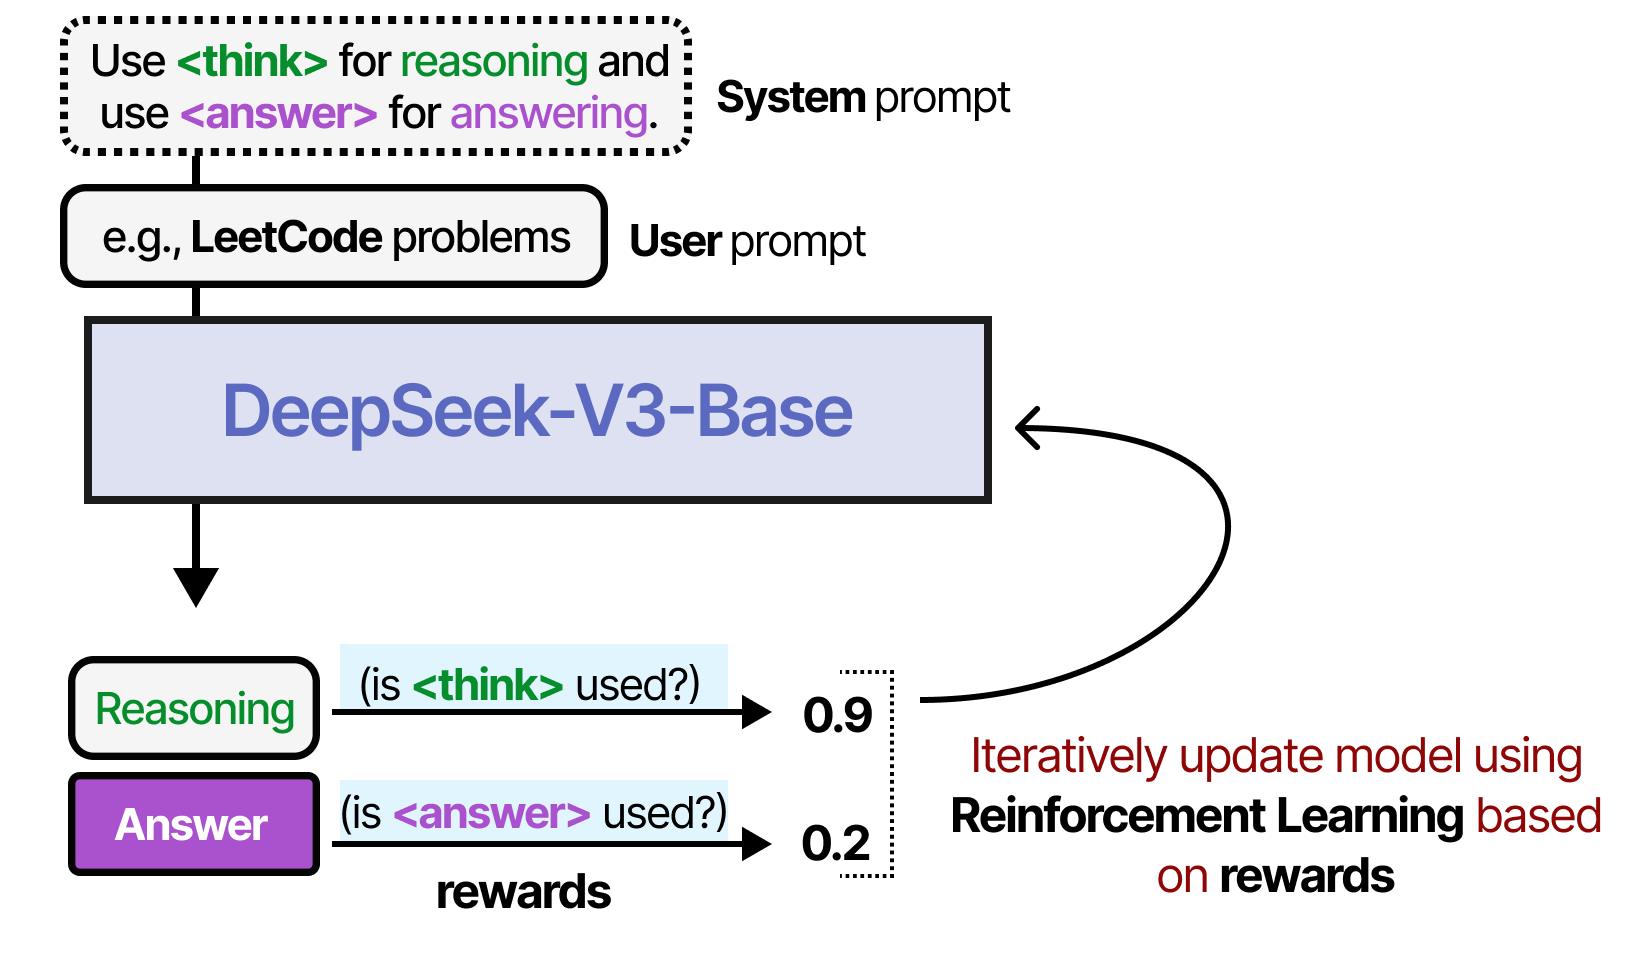 Use <think> for reasoning and
use <answer> for answering.
System prompt
e.g., LeetCode problems
User prompt
DeepSeek-V3-Base
Reasoning
(is <think> used?)
0.9
Answer
(is <answer> used?)
0.2
rewards
Iteratively update model using
Reinforcement Learning based
on rewards